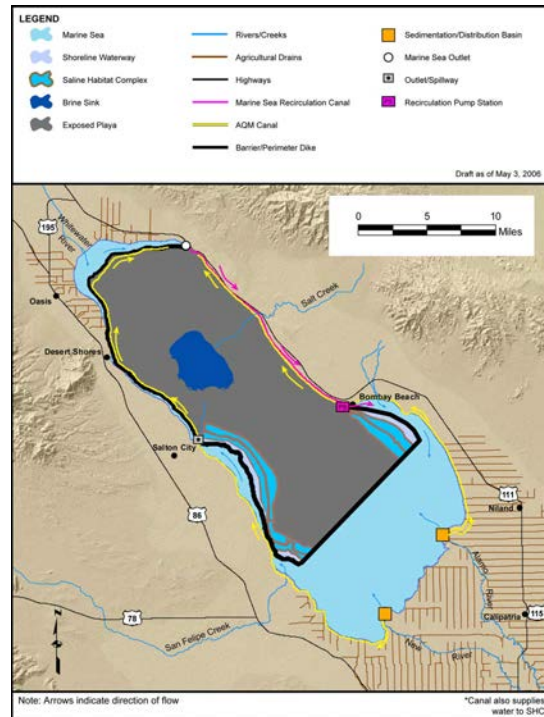 LEGEND
Marine Sea
Shoreline Waterway
Saline Habitat Complex
Brine Sink
Exposed Playa
Rivers/Creeks
Agricultural Drains
Highways
Marine Sea Recirculation Canal
AQM Canal
Barrier/Perimeter Dike
Sedimentation/Distribution Basin
Marine Sea Outlet
Outlet/Spillway
Recirculation Pump Station
Draft as of May 3, 2006
0 5 10
Miles
195
Whitewater
River
Oasis
Salt Creek
Desert Shores
Bombay Beach
Salton City
86
111
Niland
Alamo
River
78
San Felipe Creek
New
River
Calipatria
115
Note: Arrows indicate direction of flow
*Canal also supplies
water to SHC